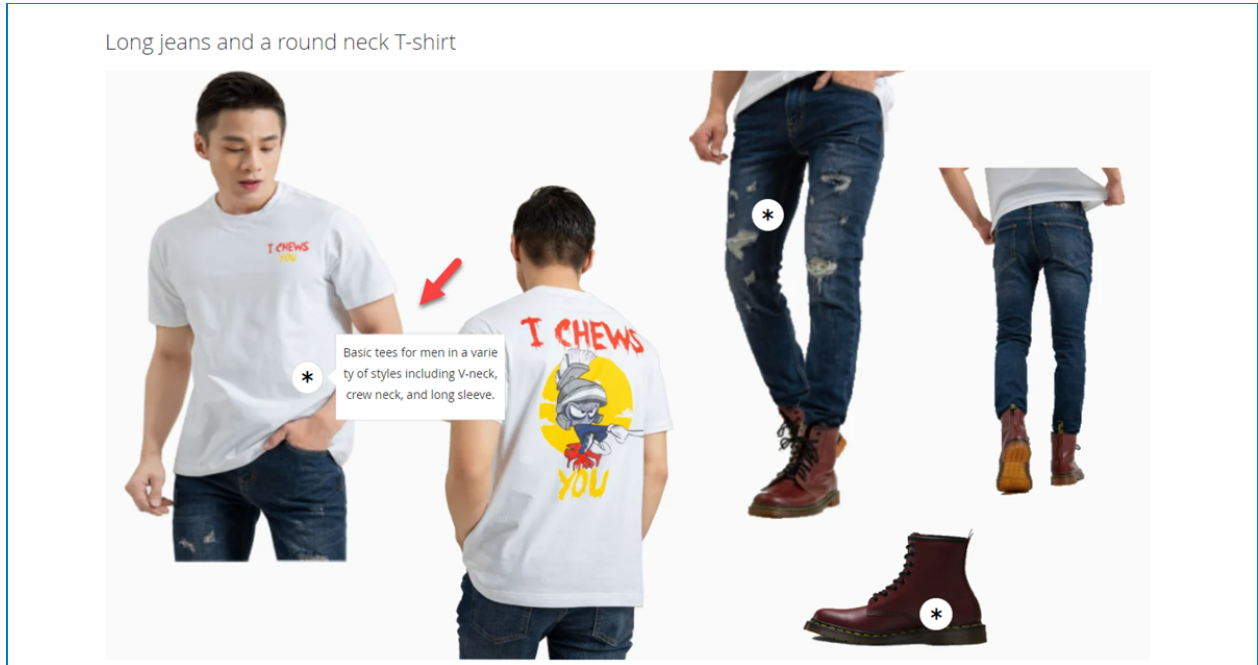 Long jeans and a round neck T-shirt
I CHEWS
YOU
I CHEWS
YOU
Basic tees for men in a varie
ty of styles including V-neck,
crew neck, and long sleeve.